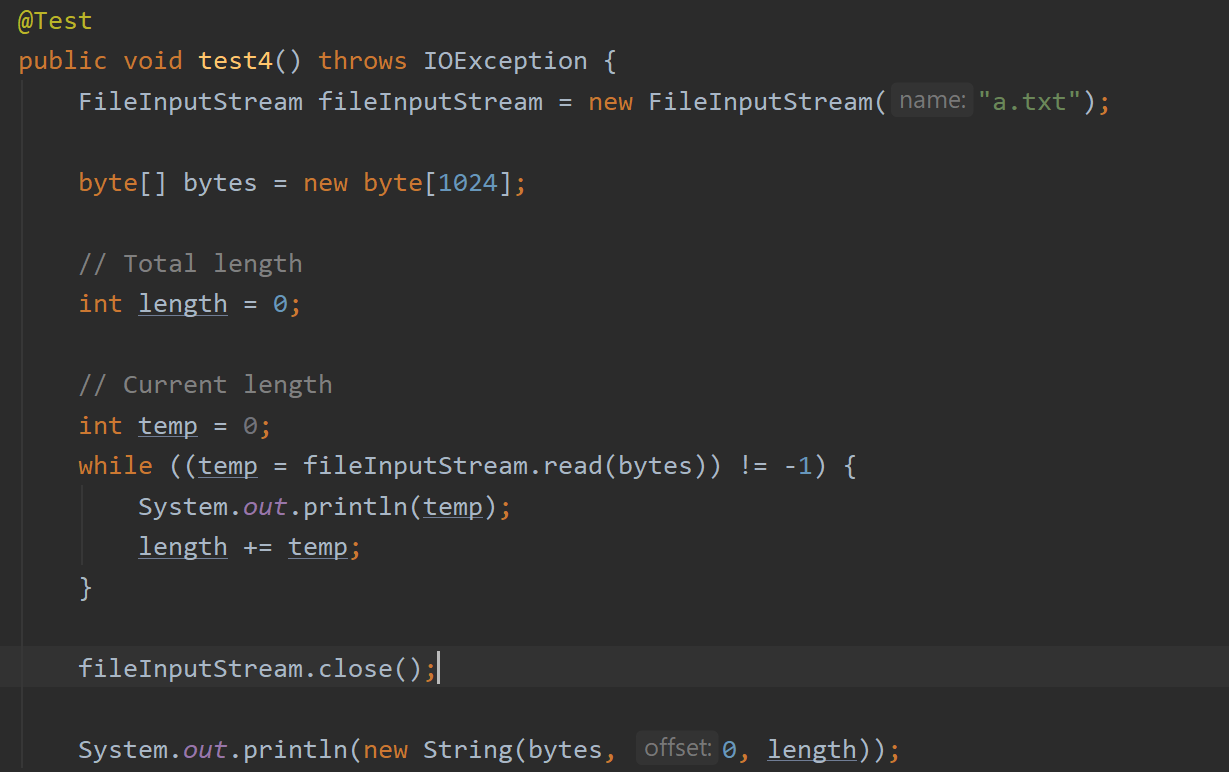 @Test
public void test4() throws IOException {
FileInputStream fileInputStream = new FileInputStream( name: "a.txt");
byte[] bytes = new byte[1024];
// Total length
int length = 0;
// Current length
int temp = 0;
while ((temp = fileInputStream.read(bytes)) != -1) {
System.out.println(temp);
length += temp;
}
fileInputStream.close();
System.out.println(new String(bytes, offset: 0, length));